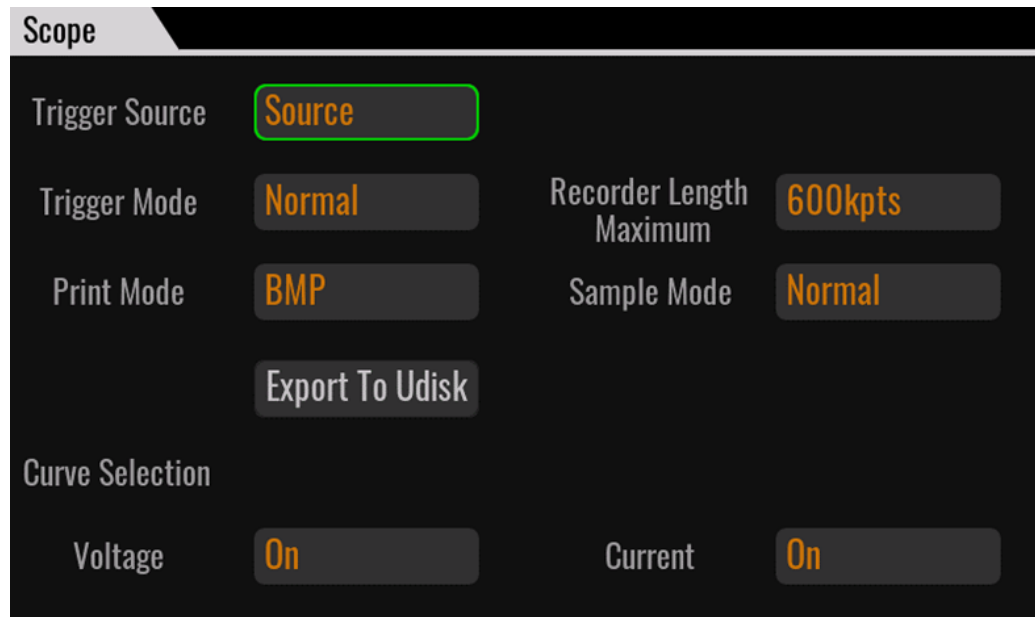 Scope
Trigger Source Source
Trigger Mode Normal Recorder Length
Maximum 600kpts
Print Mode BMP Sample Mode Normal
Export To Udisk
Curve Selection
Voltage On Current On